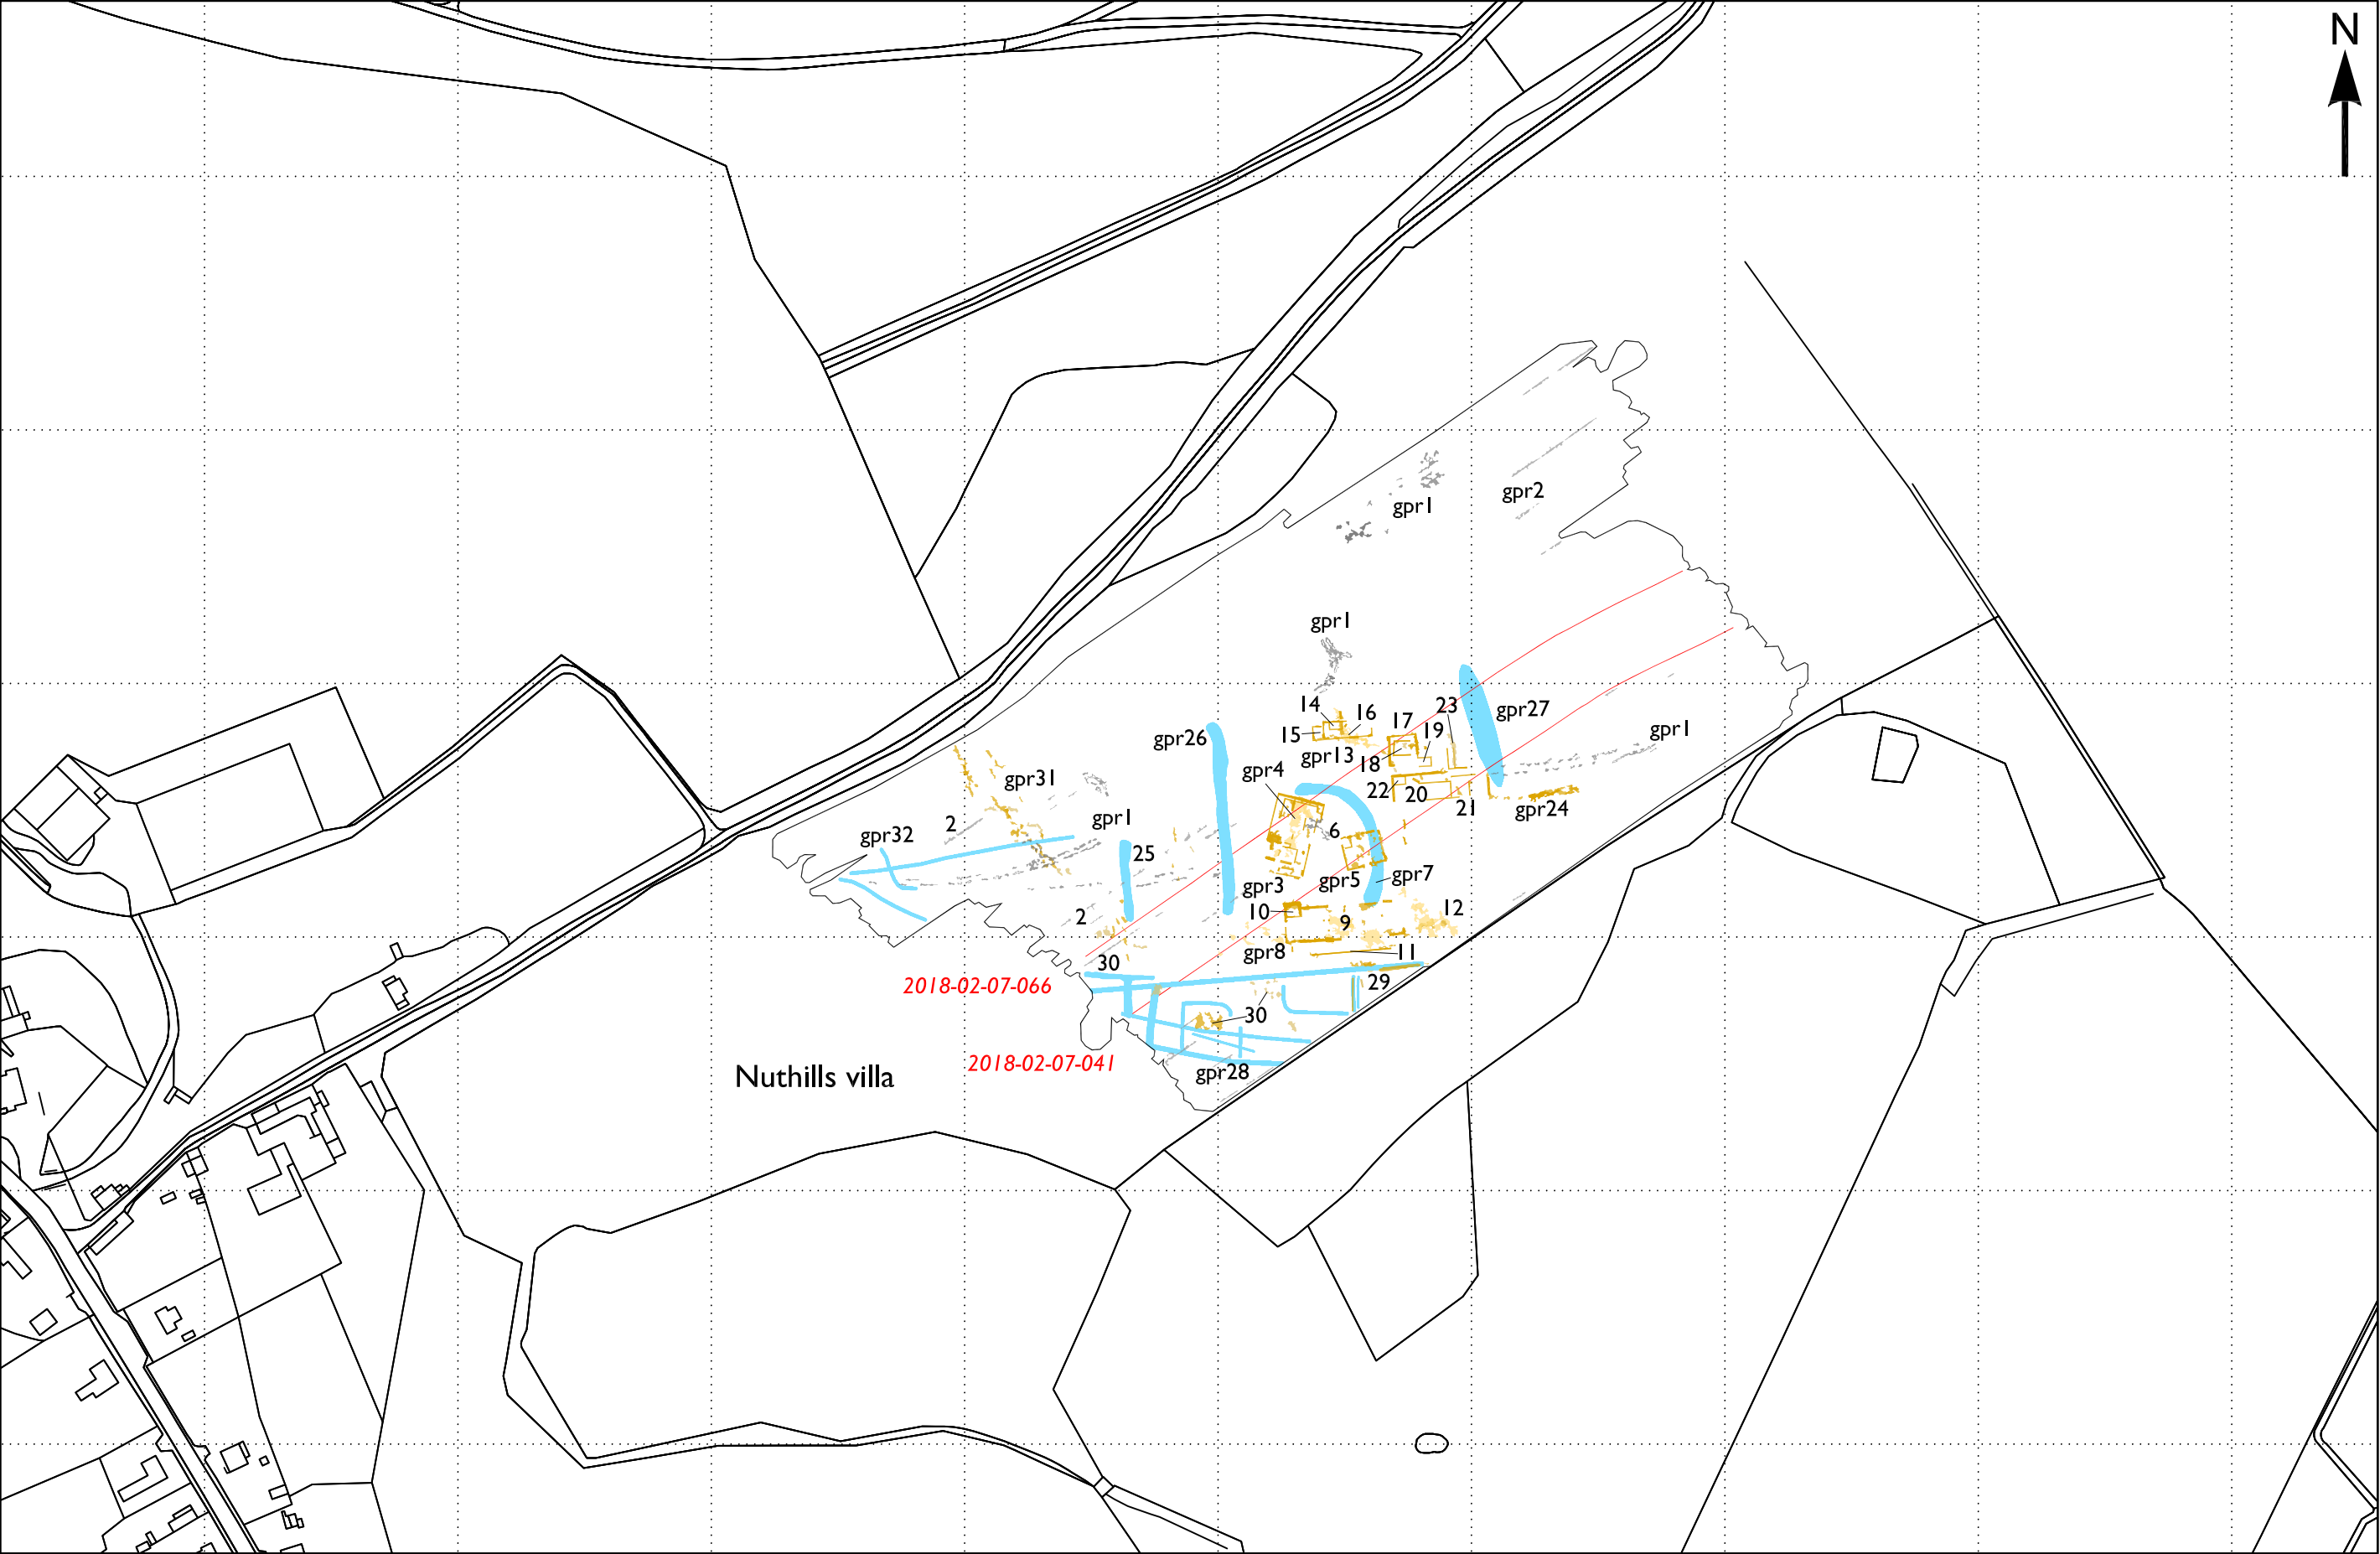 N
gpr1
gpr2
gpr1
14
16
23
gpr27
17
15
19
gpr1
gpr26
gpr13
18
gpr4
gpr31
22
20
21
gpr24
gpr1
2
6
gpr32
25
gpr7
gpr5
gpr3
10
12
2
9
gpr8
11
30
29
2018-02-07-066
30
2018-02-07-041
gpr28
Nuthills villa